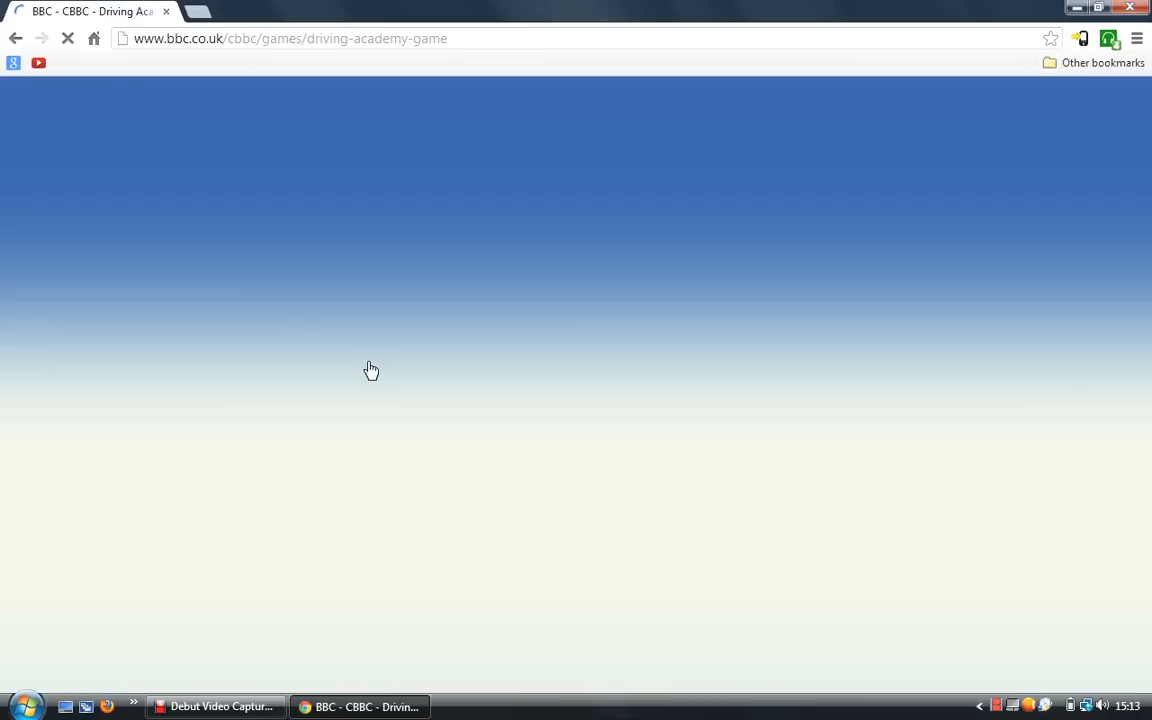 BBC - CBBC - Driving Aca
www.bbc.co.uk/cbbc/games/driving-academy-game
Other bookmarks
Debut Video Captur...
BBC - CBBC - Drivin...
15:13